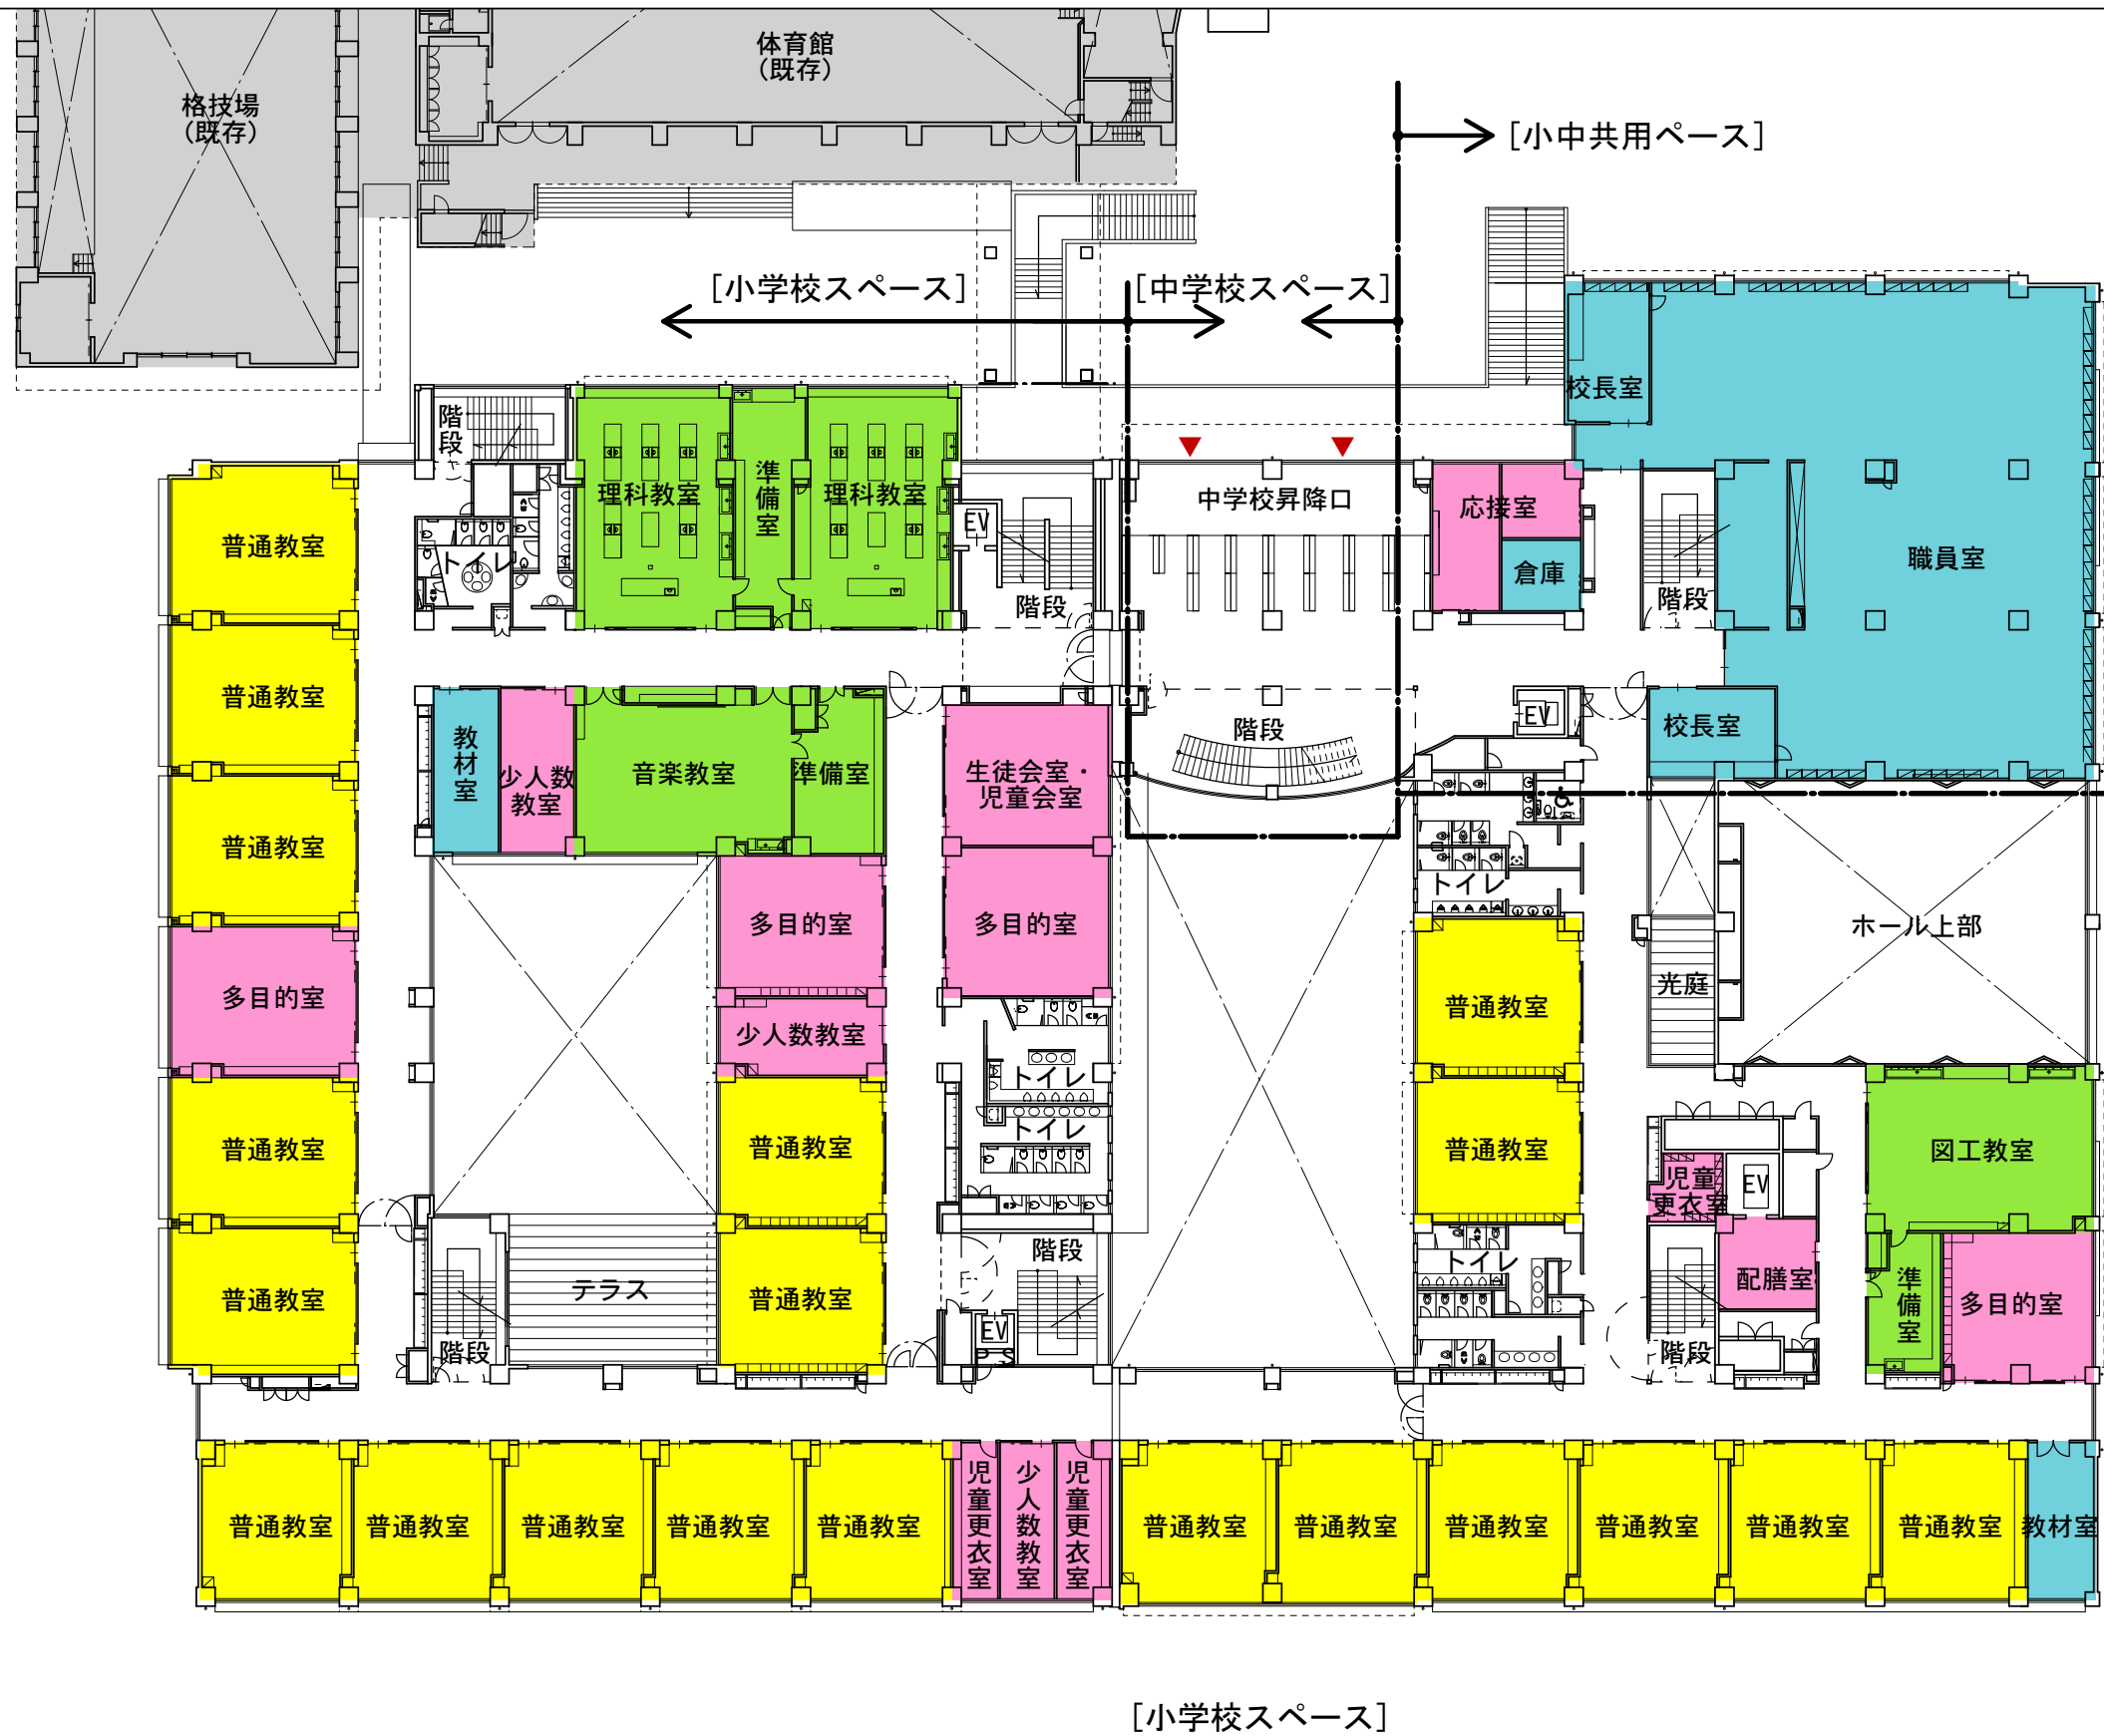 体育館
(既存)
格技場
(既存)
[小中共用ペース]
[小学校スペース]
[中学校スペース]
校長室
階
段
理科教室
準
備
室
理科教室
EV
階段
中学校昇降口
応接室
倉庫
階段
職員室
普通教室
トイレ
普通教室
教
材
室
少人数
教室
音楽教室
準備室
生徒会室・
児童会室
階段
EV
校長室
普通教室
多目的室
多目的室
トイレ
ホール上部
多目的室
少人数教室
普通教室
光庭
トイレ
トイレ
普通教室
普通教室
普通教室
図工教室
児童
更衣室
EV
普通教室
テラス
普通教室
階段
トイレ
配膳室
準
備
室
多目的室
EV
PS
階段
階段
普通教室
普通教室
普通教室
普通教室
普通教室
児
童
更
衣
室
少
人
数
教
室
児
童
更
衣
室
普通教室
普通教室
普通教室
普通教室
普通教室
普通教室
教材室
[小学校スペース]